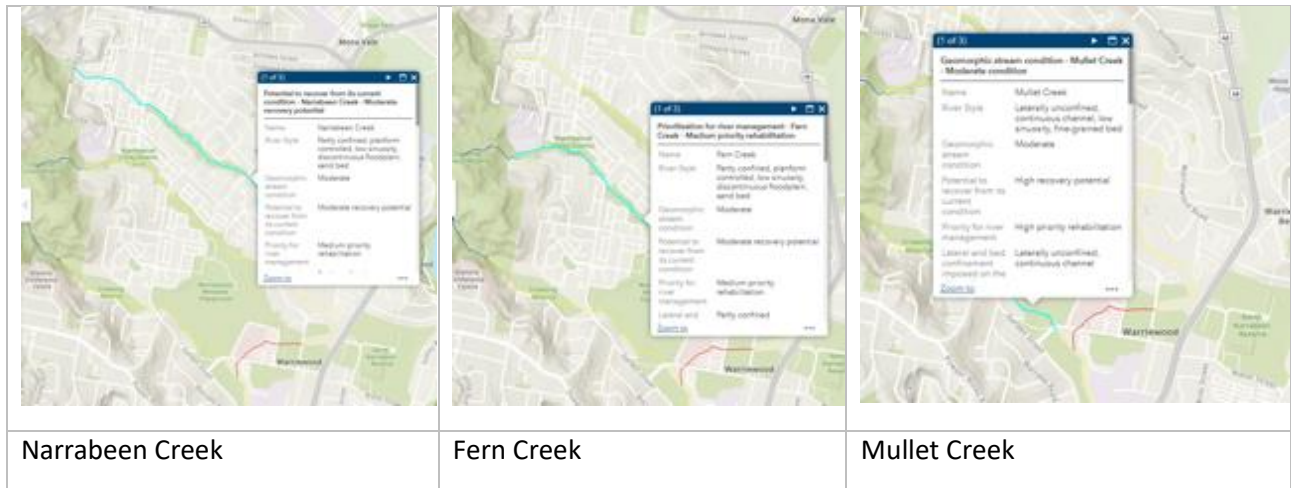 Mona Vale
(1 of 3)
Potential to recover from its current
condition - Narrabeen Creek - Moderate
recovery potential
Name Narrabeen Creek
River Style Partly confined, planform
controlled, low sinuosity,
discontinuous floodplain,
sand bed
Geomorphic Moderate
stream
condition
Potential to Moderate recovery potential
recover from
its current
condition
Priority for Medium priority
river rehabilitation
management
Zoom to
Warriewood
Mona Vale
(1 of 3)
Prioritisation for river management - Fern
Creek - Medium priority rehabilitation
Name Fern Creek
River Style Partly confined, planform
controlled, low sinuosity,
discontinuous floodplain,
sand bed
Geomorphic Moderate
stream
condition
Potential to Moderate recovery potential
recover from
its current
condition
Priority for Medium priority
river rehabilitation
management
Lateral and Partly confined
Zoom to
Warriewood
(1 of 3)
Geomorphic stream condition - Mullet Creek
- Moderate condition
Name Mullet Creek
River Style Laterally unconfined,
continuous channel, low
sinuosity, fine-grained bed
Geomorphic Moderate
stream
condition
Potential to High recovery potential
recover from its
current
condition
Priority for river High priority rehabilitation
management
Lateral and bed Laterally unconfined,
confinement continuous channel
imposed on the
Zoom to
Warriewood
Narrabeen Creek
Fern Creek
Mullet Creek